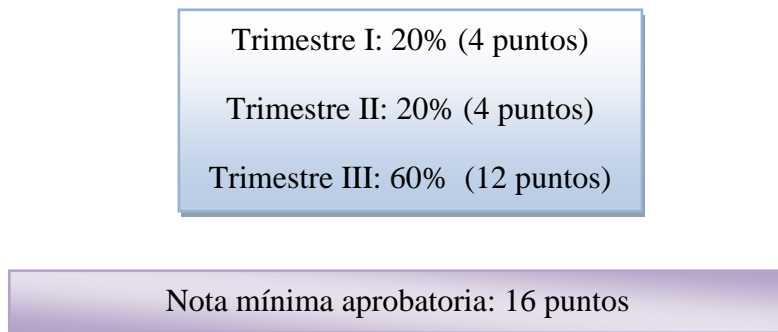 Trimestre I: 20% (4 puntos)
Trimestre II: 20% (4 puntos)
Trimestre III: 60% (12 puntos)
Nota mínima aprobatoria: 16 puntos